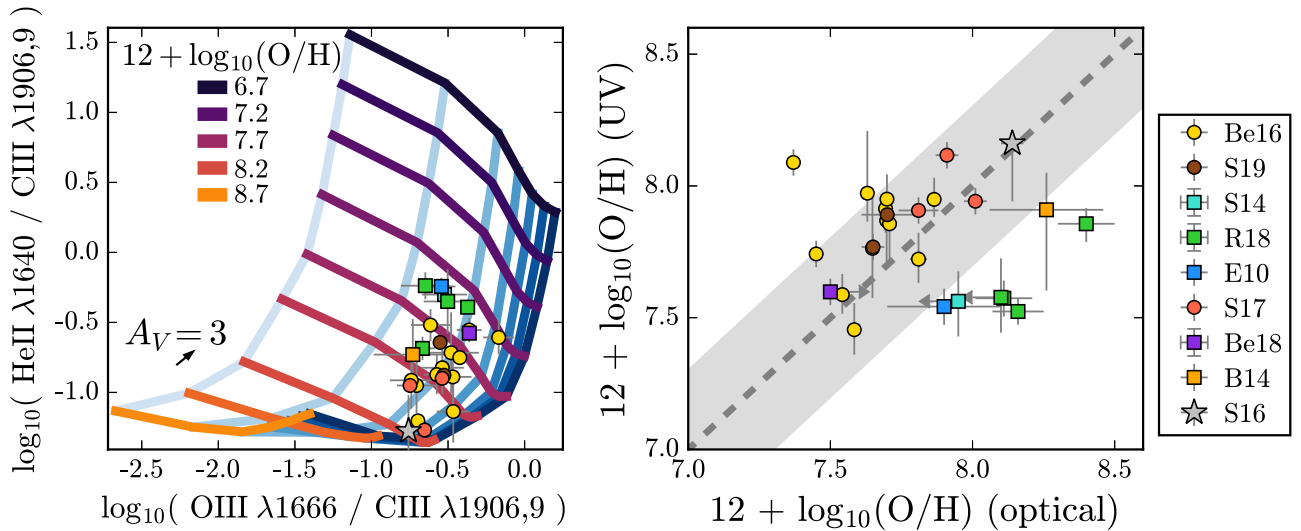 log₁₀( HeII λ1640 / CIII λ1906,9 )
1.5
1.0
0.5
0.0
−0.5
−1.0
12 + log₁₀(O/H)
6.7
7.2
7.7
8.2
8.7
A_V = 3
-2.5 -2.0 -1.5 -1.0 -0.5 0.0
log₁₀( OIII λ1666 / CIII λ1906,9 )
12 + log₁₀(O/H) (UV)
8.5
8.0
7.5
7.0
7.0 7.5 8.0 8.5
12 + log₁₀(O/H) (optical)
Be16
S19
S14
R18
E10
S17
Be18
B14
S16